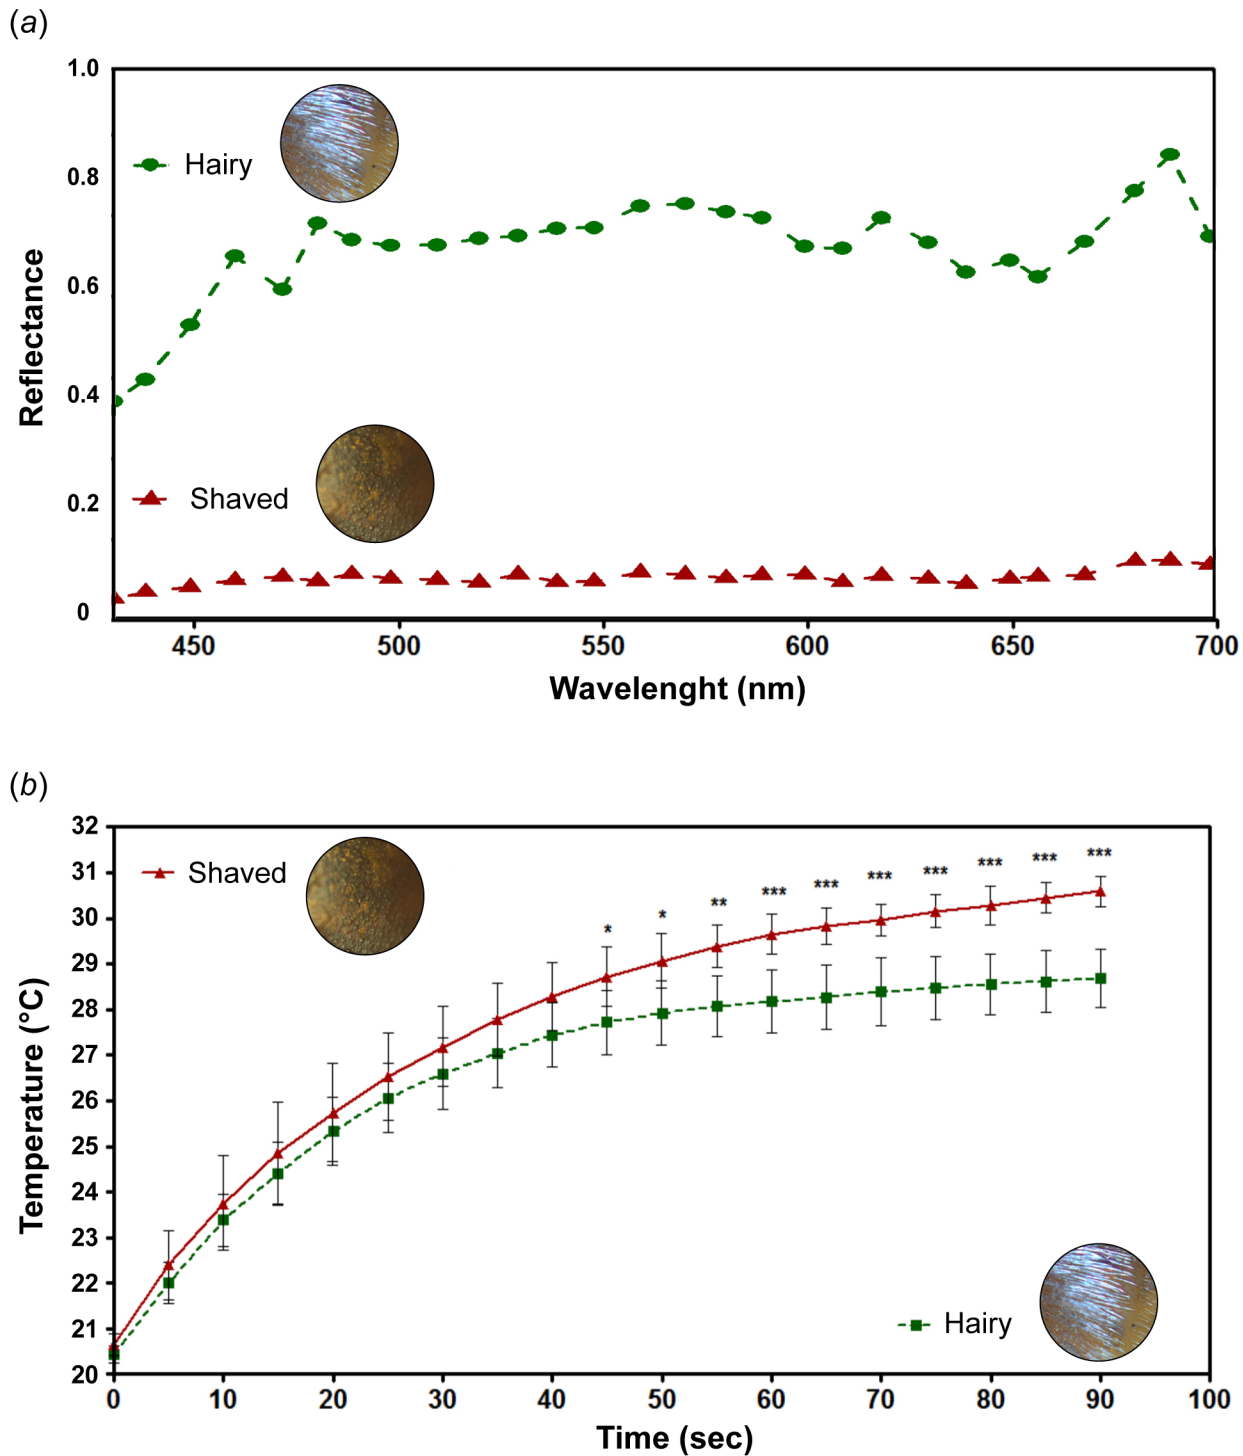 (a)
1.0
Hairy
0.8
0.6
Reflectance
0.4
Shaved
0.2
0
450 500 550 600 650 700
Wavelenght (nm)
(b)
32
Shaved
31
*** *** *** *** *** *** ***
30
* * **
29
28
27
Temperature (°C)
26
25
24
23
22
Hairy
21
20
0 10 20 30 40 50 60 70 80 90 100
Time (sec)